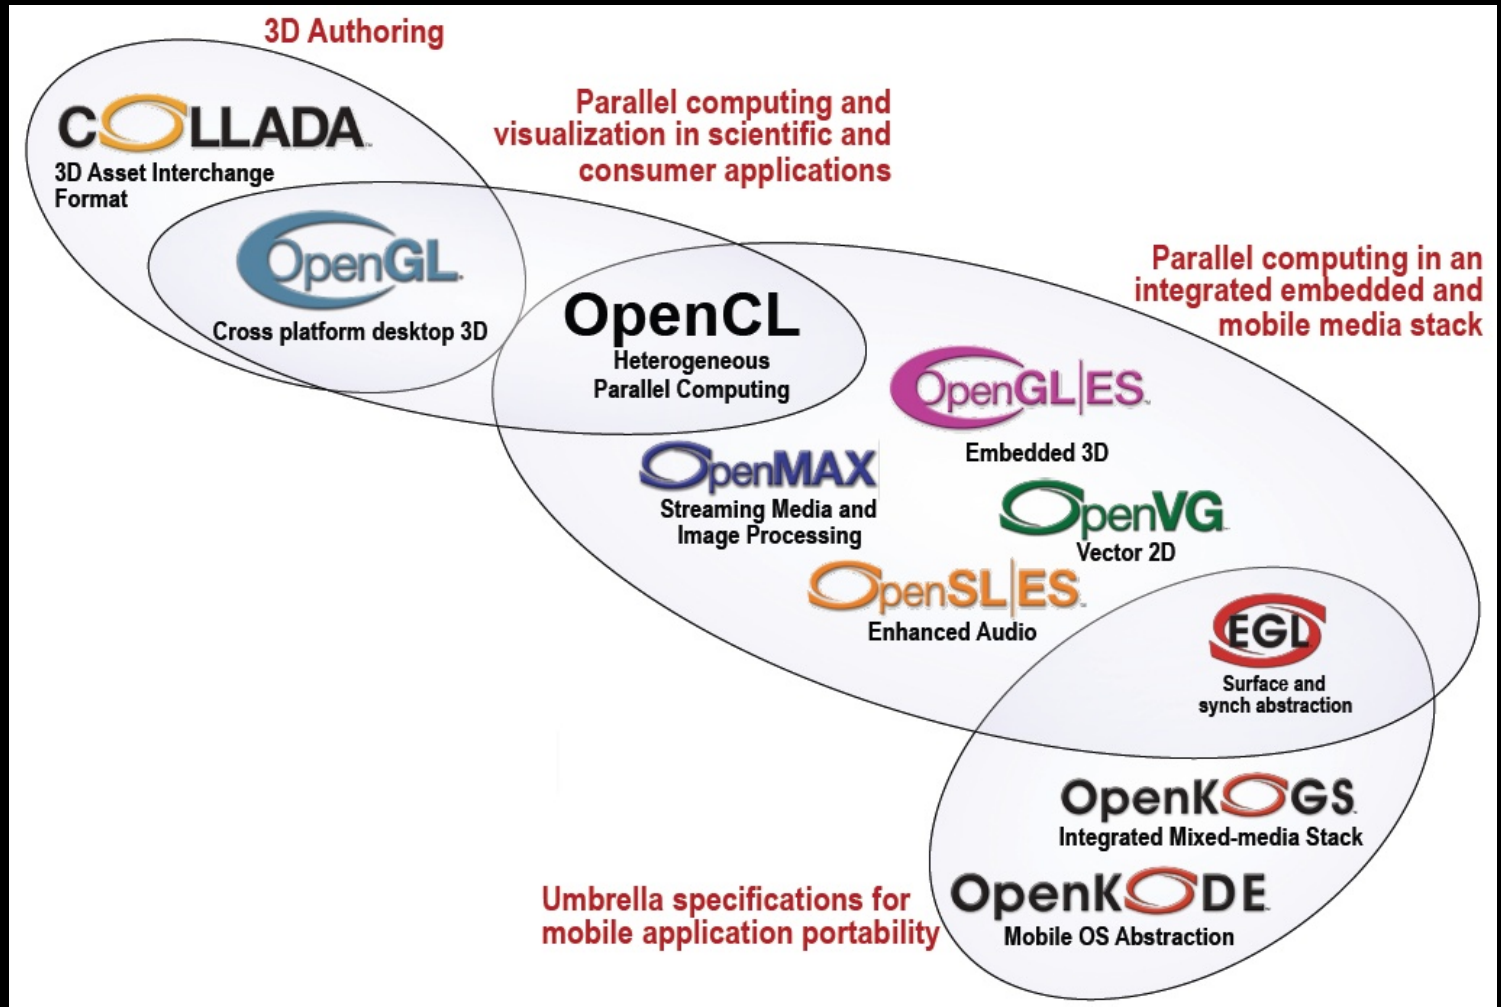 3D Authoring
COLLADA
3D Asset Interchange
Format
Parallel computing and
visualization in scientific and
consumer applications
OpenGL
Cross platform desktop 3D
OpenCL
Heterogeneous
Parallel Computing
Parallel computing in an
integrated embedded and
mobile media stack
OpenGL|ES
Embedded 3D
OpenMAX
Streaming Media and
Image Processing
OpenVG
Vector 2D
OpenSL|ES
Enhanced Audio
EGL
Surface and
synch abstraction
OpenKOGS
Integrated Mixed-media Stack
Umbrella specifications for
mobile application portability
OpenKODE
Mobile OS Abstraction